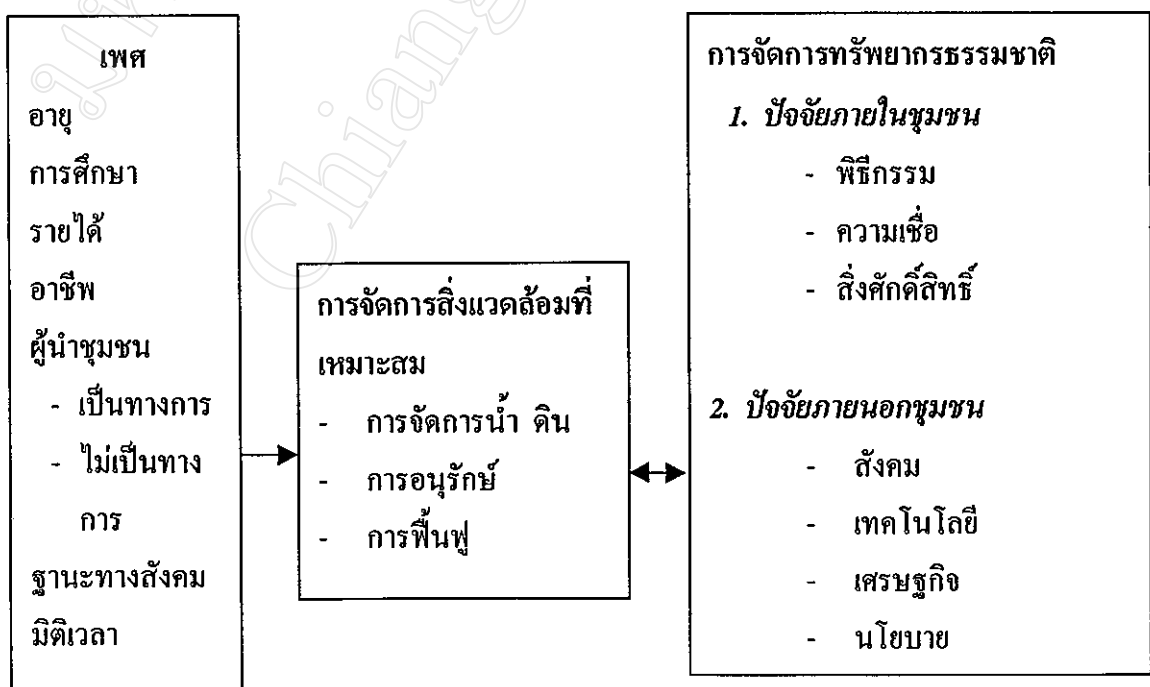 เพศ
อายุ
การศึกษา
รายได้
อาชีพ
ผู้นำชุมชน
- เป็นทางการ
- ไม่เป็นทาง
การ
ฐานะทางสังคม
มิติเวลา
การจัดการสิ่งแวดล้อมที่
เหมาะสม
- การจัดการน้ำ ดิน
- การอนุรักษ์
- การฟื้นฟู
การจัดการทรัพยากรธรรมชาติ
1. ปัจจัยภายในชุมชน
- พิธีกรรม
- ความเชื่อ
- สิ่งศักดิ์สิทธิ์
2. ปัจจัยภายนอกชุมชน
- สังคม
- เทคโนโลยี
- เศรษฐกิจ
- นโยบาย
Chiang